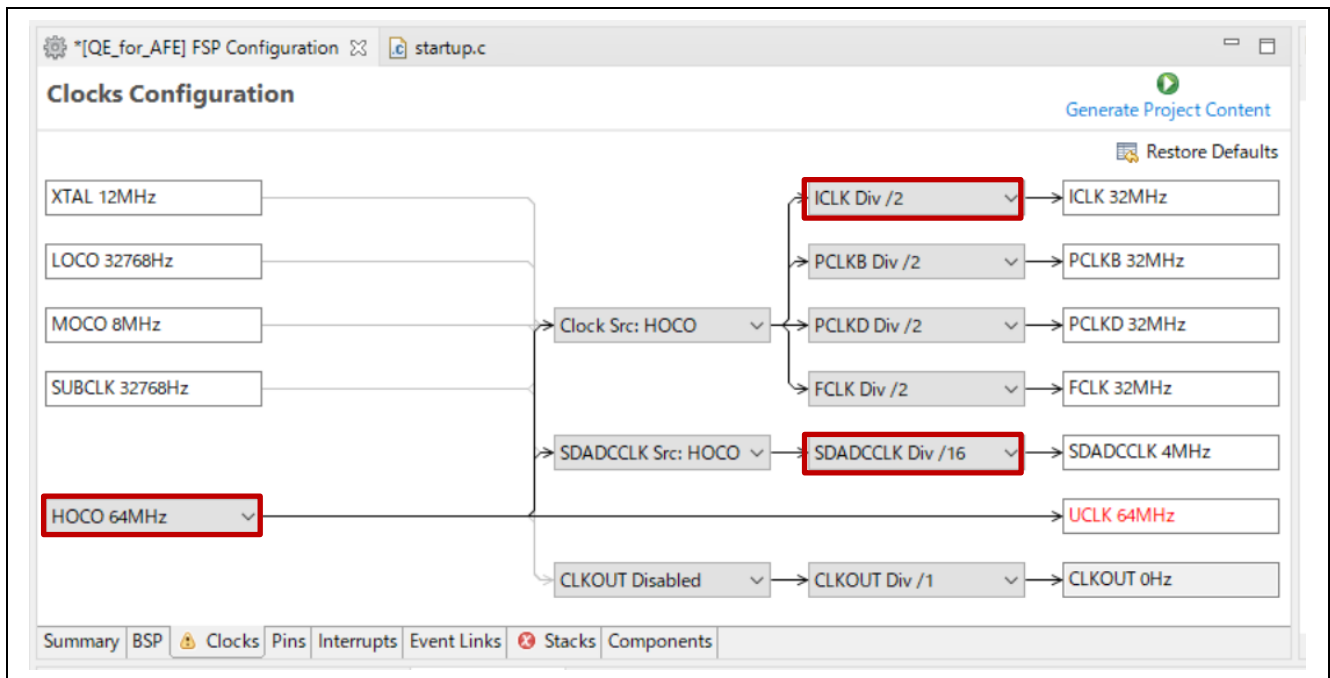 *[QE_for_AFE] FSP Configuration startup.c
Clocks Configuration
Generate Project Content
Restore Defaults
XTAL 12MHz ICLK Div /2 ICLK 32MHz
LOCO 32768Hz PCLKB Div /2 PCLKB 32MHz
MOCO 8MHz Clock Src: HOCO PCLKD Div /2 PCLKD 32MHz
SUBCLK 32768Hz FCLK Div /2 FCLK 32MHz
SDADCCLK Src: HOCO SDADCCLK Div /16 SDADCCLK 4MHz
HOCO 64MHz UCLK 64MHz
CLKOUT Disabled CLKOUT Div /1 CLKOUT 0Hz
Summary BSP Clocks Pins Interrupts Event Links Stacks Components